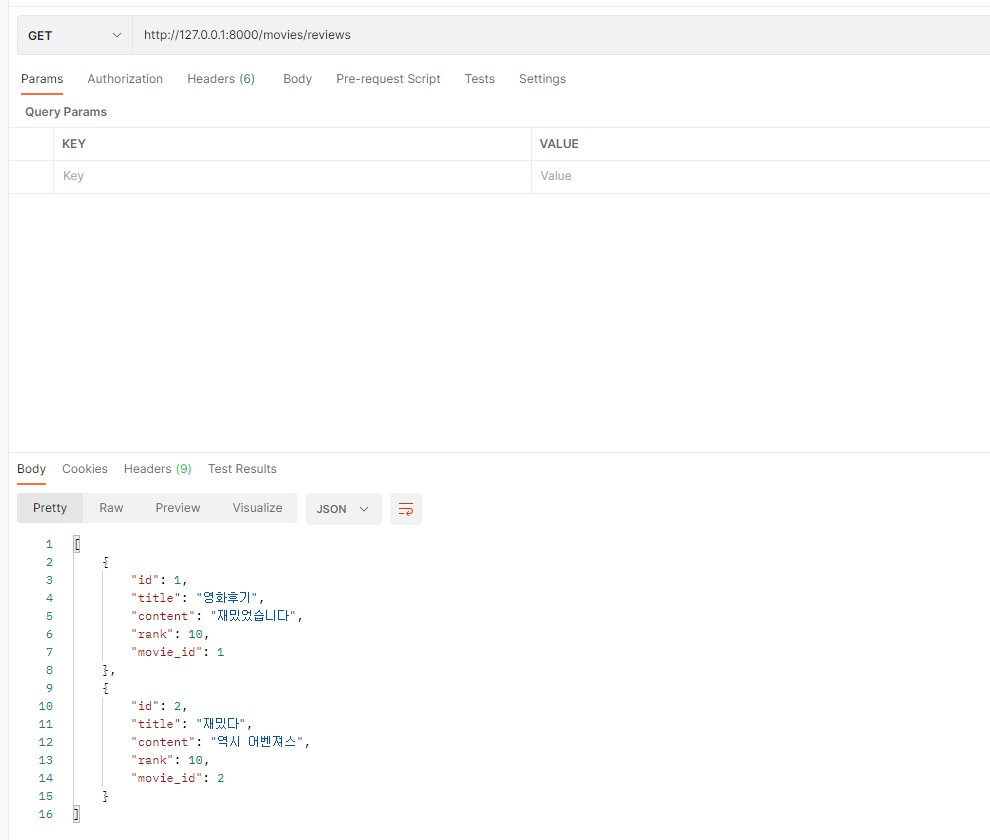 GET http://127.0.0.1:8000/movies/reviews
Params Authorization Headers (6) Body Pre-request Script Tests Settings
Query Params
KEY VALUE
Key Value
Body Cookies Headers (9) Test Results
Pretty Raw Preview Visualize JSON
1 [
2 {
3 "id": 1,
4 "title": "영화후기",
5 "content": "재밌었습니다",
6 "rank": 10,
7 "movie_id": 1
8 },
9 {
10 "id": 2,
11 "title": "재밌다",
12 "content": "역시 어벤져스",
13 "rank": 10,
14 "movie_id": 2
15 }
16 ]